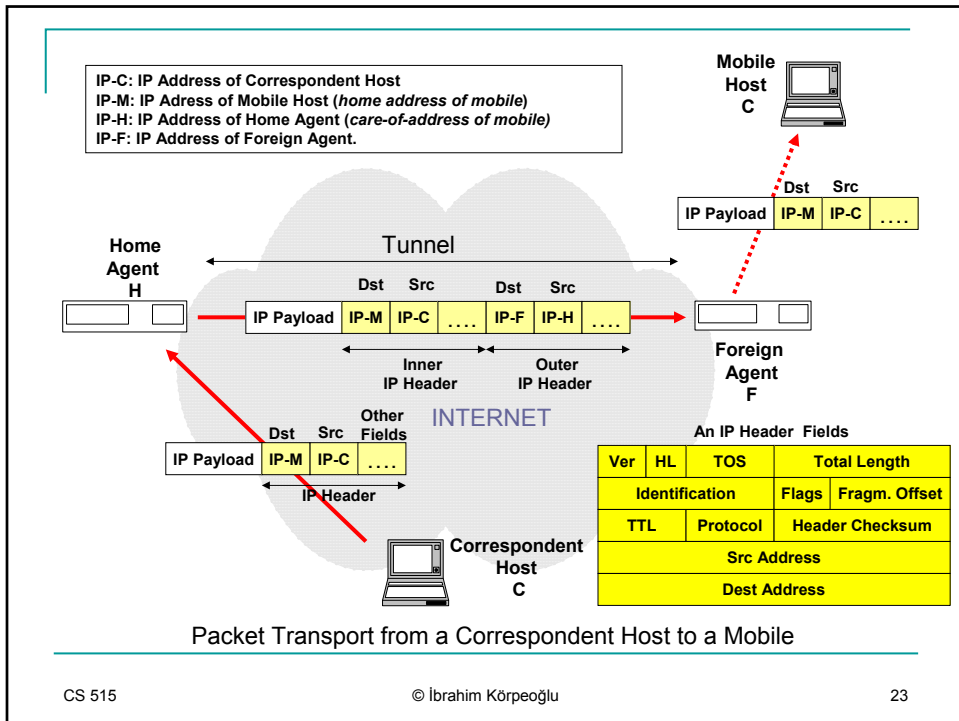 IP-C: IP Address of Correspondent Host
IP-M: IP Adress of Mobile Host (home address of mobile)
IP-H: IP Address of Home Agent (care-of-address of mobile)
IP-F: IP Address of Foreign Agent.
Mobile
Host
C
Dst Src
IP Payload IP-M IP-C ....
Home
Agent
H
Tunnel
Dst Src Dst Src
IP Payload IP-M IP-C .... IP-F IP-H ....
Inner
IP Header
Outer
IP Header
Foreign
Agent
F
INTERNET
Dst Src Other
Fields
IP Payload IP-M IP-C ....
IP Header
Correspondent
Host
C
An IP Header Fields
Ver HL TOS Total Length
Identification Flags Fragm. Offset
TTL Protocol Header Checksum
Src Address
Dest Address
Packet Transport from a Correspondent Host to a Mobile
CS 515 © İbrahim Körpeoğlu 23